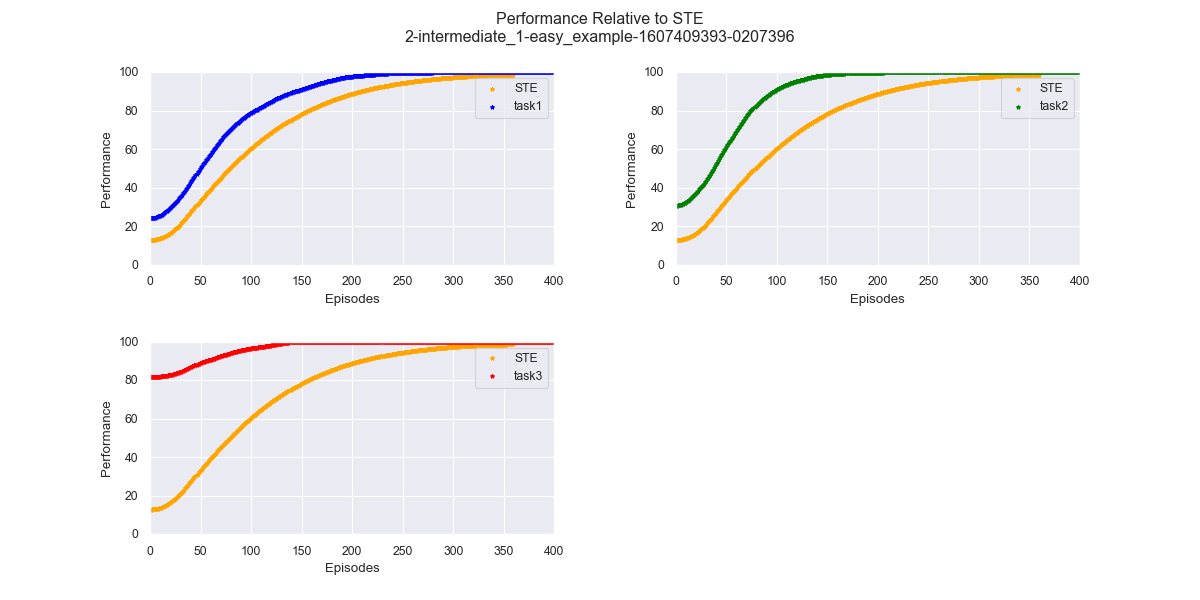 Performance Relative to STE
2-intermediate_1-easy_example-1607409393-0207396
100
80
60
40
20
0
Performance
0 50 100 150 200 250 300 350 400
Episodes
STE
task1
100
80
60
40
20
0
Performance
0 50 100 150 200 250 300 350 400
Episodes
STE
task2
100
80
60
40
20
0
Performance
0 50 100 150 200 250 300 350 400
Episodes
STE
task3